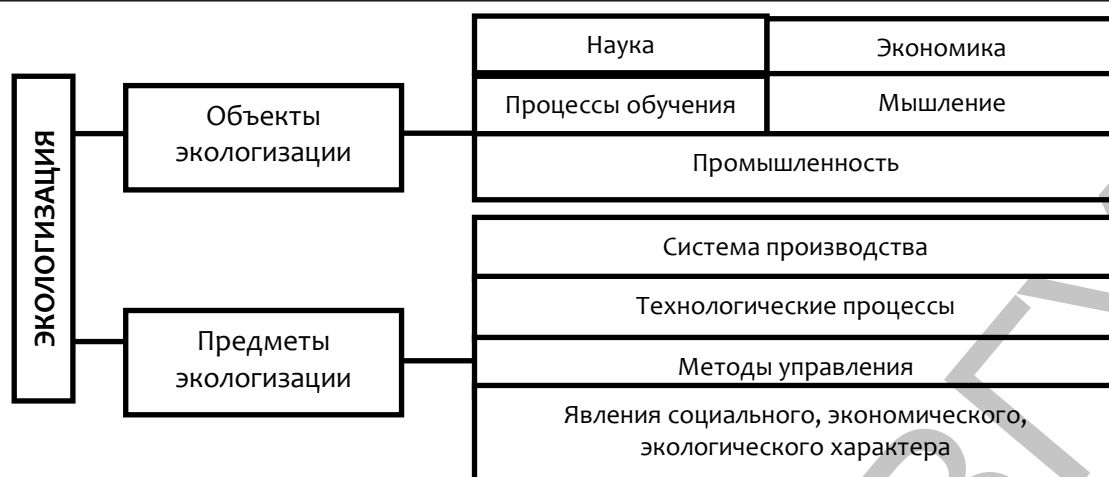 ЭКОЛОГИЗАЦИЯ
Объекты
экологизации
Наука
Экономика
Процессы обучения
Мышление
Промышленность
Предметы
экологизации
Система производства
Технологические процессы
Методы управления
Явления социального, экономического,
экологического характера